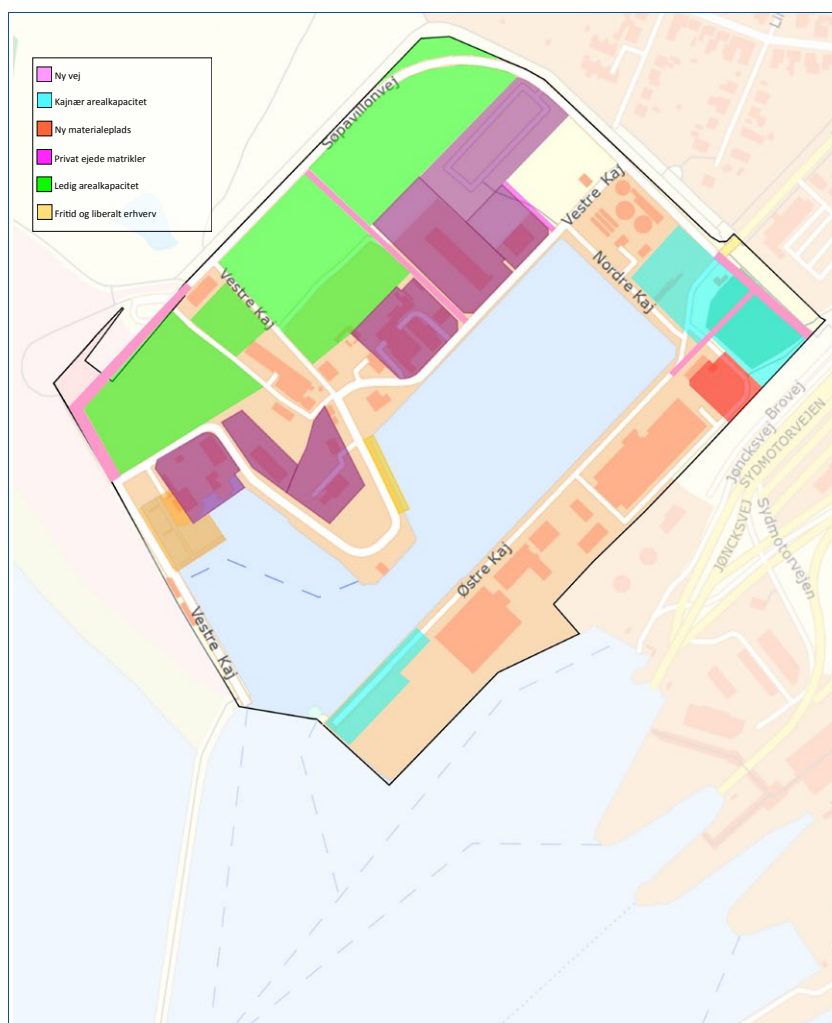 Ny vej
Kajnær arealkapacitet
Ny materialeplads
Privat ejede matrikler
Ledig arealkapacitet
Fritid og liberalt erhverv
Søpavillonvej
Vestre Kaj
Nordre Kaj
Vestre Kaj
Jøncksvej Brovej
SYDMOTORVEJEN
JØNCKSVEJ
Sydmotorvejen
Østre Kaj
Vestre Kaj